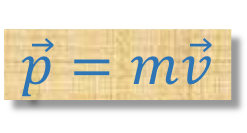 p⃗ = mv⃗